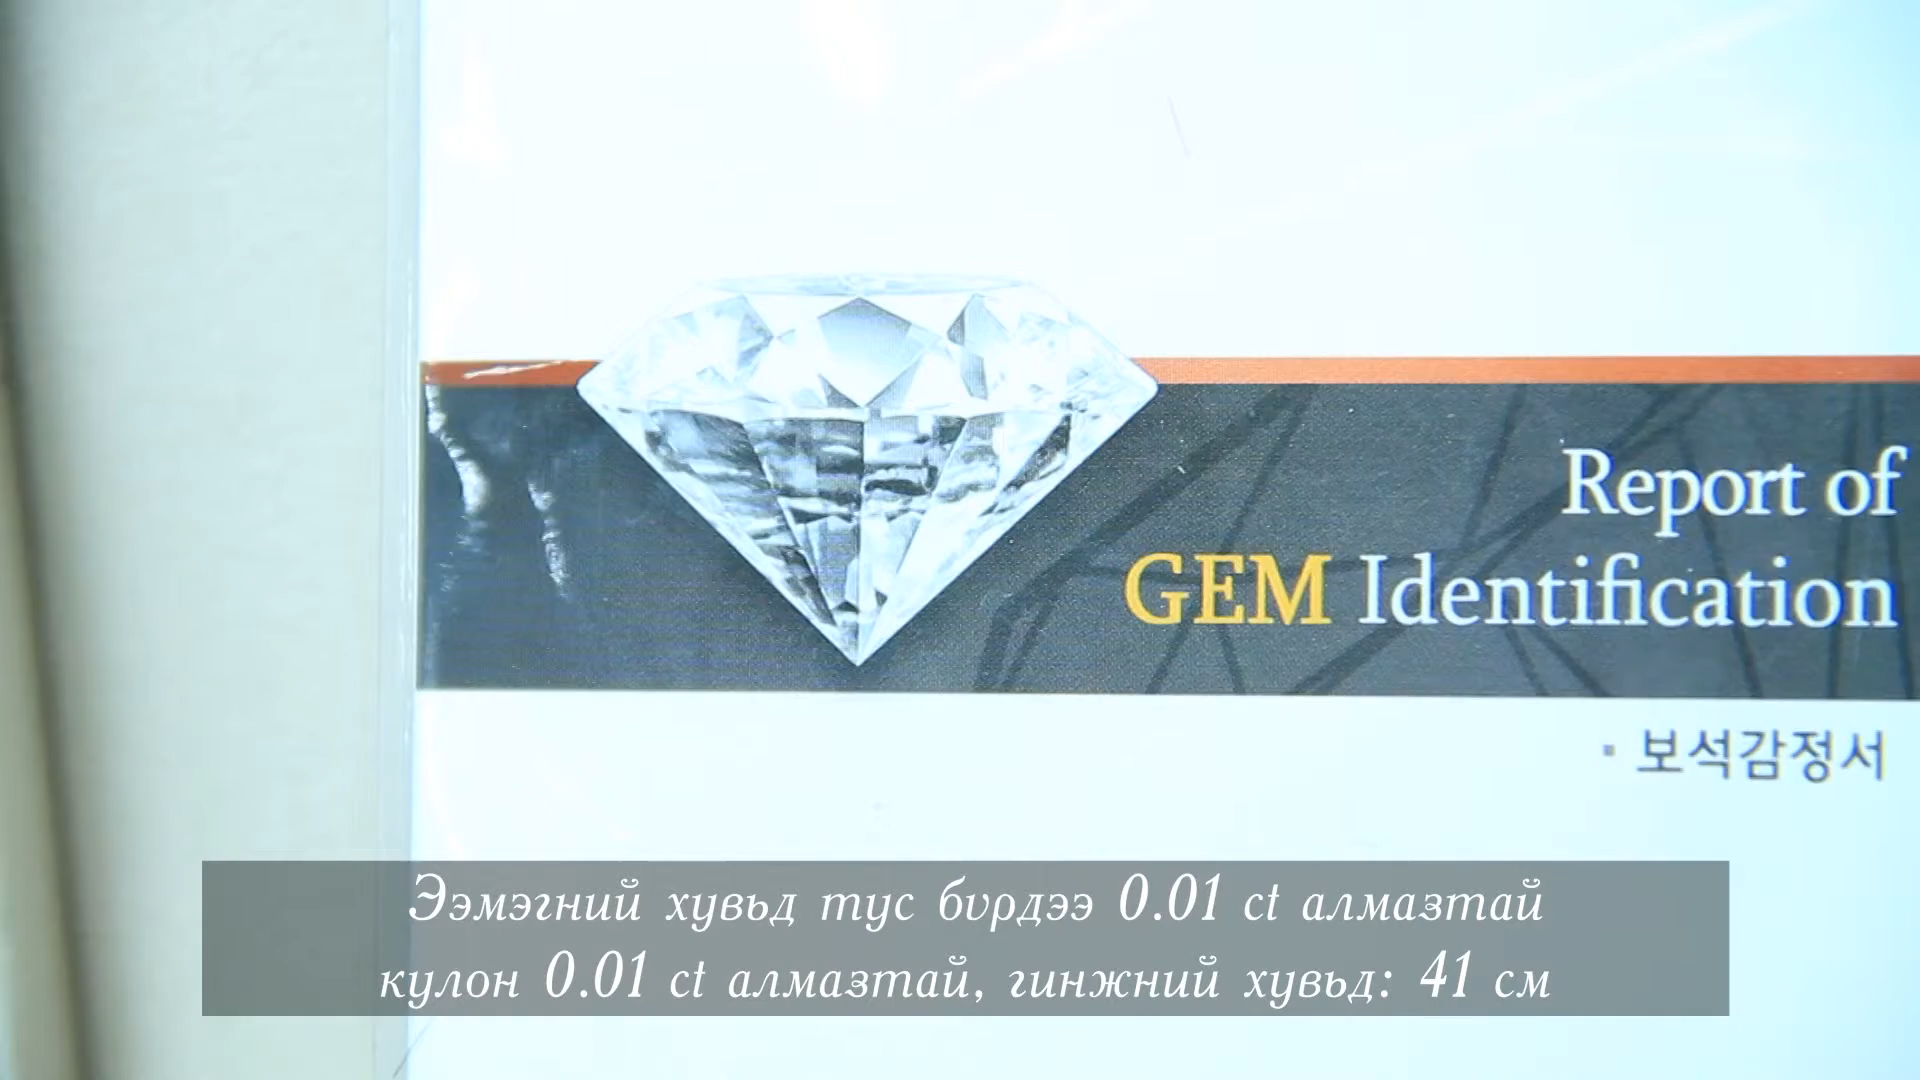 Report of
GEM Identification
▪ 보석감정서
Ээмэгний хувьд тус бүрдээ 0.01 ct алмазтай
кулон 0.01 ct алмазтай, гинжний хувьд: 41 см